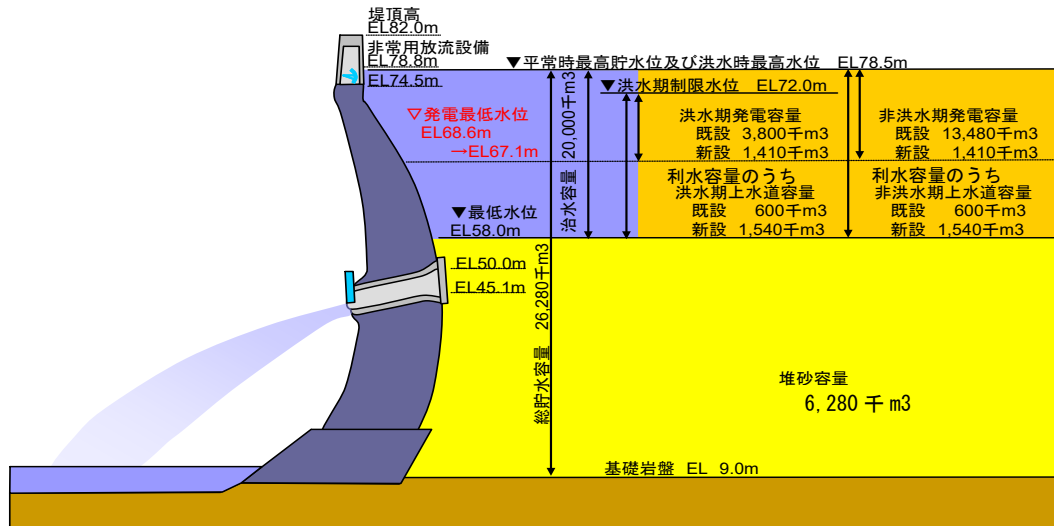 堤頂高
EL82.0m
非常用放流設備
EL78.8m
EL74.5m
▼平常時最高貯水位及び洪水時最高水位 EL78.5m
▼洪水期制限水位 EL72.0m
▽発電最低水位
EL68.6m
→EL67.1m
洪水期発電容量
既設 3,800千m3
新設 1,410千m3
非洪水期発電容量
既設 13,480千m3
新設 1,410千m3
治水容量 20,000千m3
利水容量のうち
洪水期上水道容量
既設 600千m3
新設 1,540千m3
利水容量のうち
非洪水期上水道容量
既設 600千m3
新設 1,540千m3
▼最低水位
EL58.0m
EL50.0m
EL45.1m
総貯水容量 26,280千m3
堆砂容量
6,280千m3
基礎岩盤 EL 9.0m